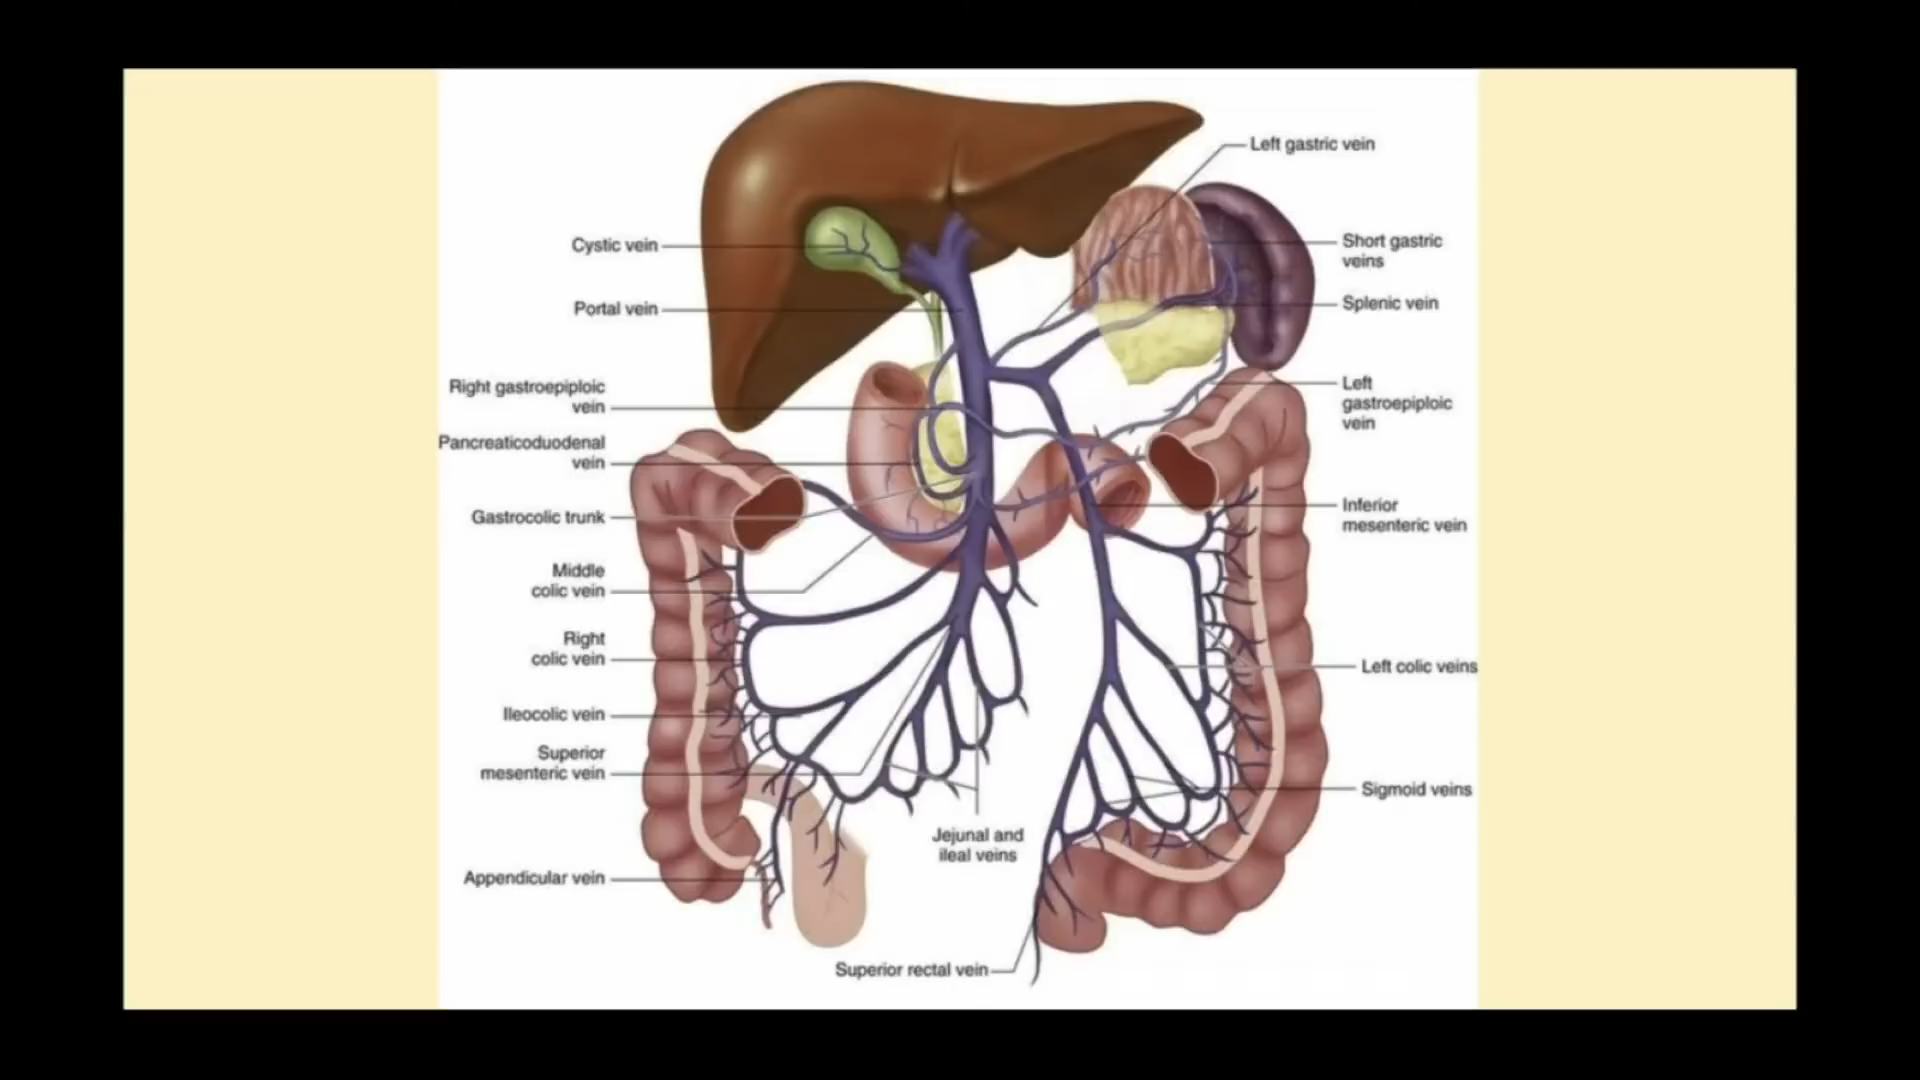 Left gastric vein
Cystic vein
Short gastric
veins
Portal vein
Splenic vein
Right gastroepiploic
vein
Left
gastroepiploic
vein
Pancreaticoduodenal
vein
Gastrocolic trunk
Inferior
mesenteric vein
Middle
colic vein
Right
colic vein
Left colic veins
Ileocolic vein
Superior
mesenteric vein
Sigmoid veins
Jejunal and
ileal veins
Appendicular vein
Superior rectal vein